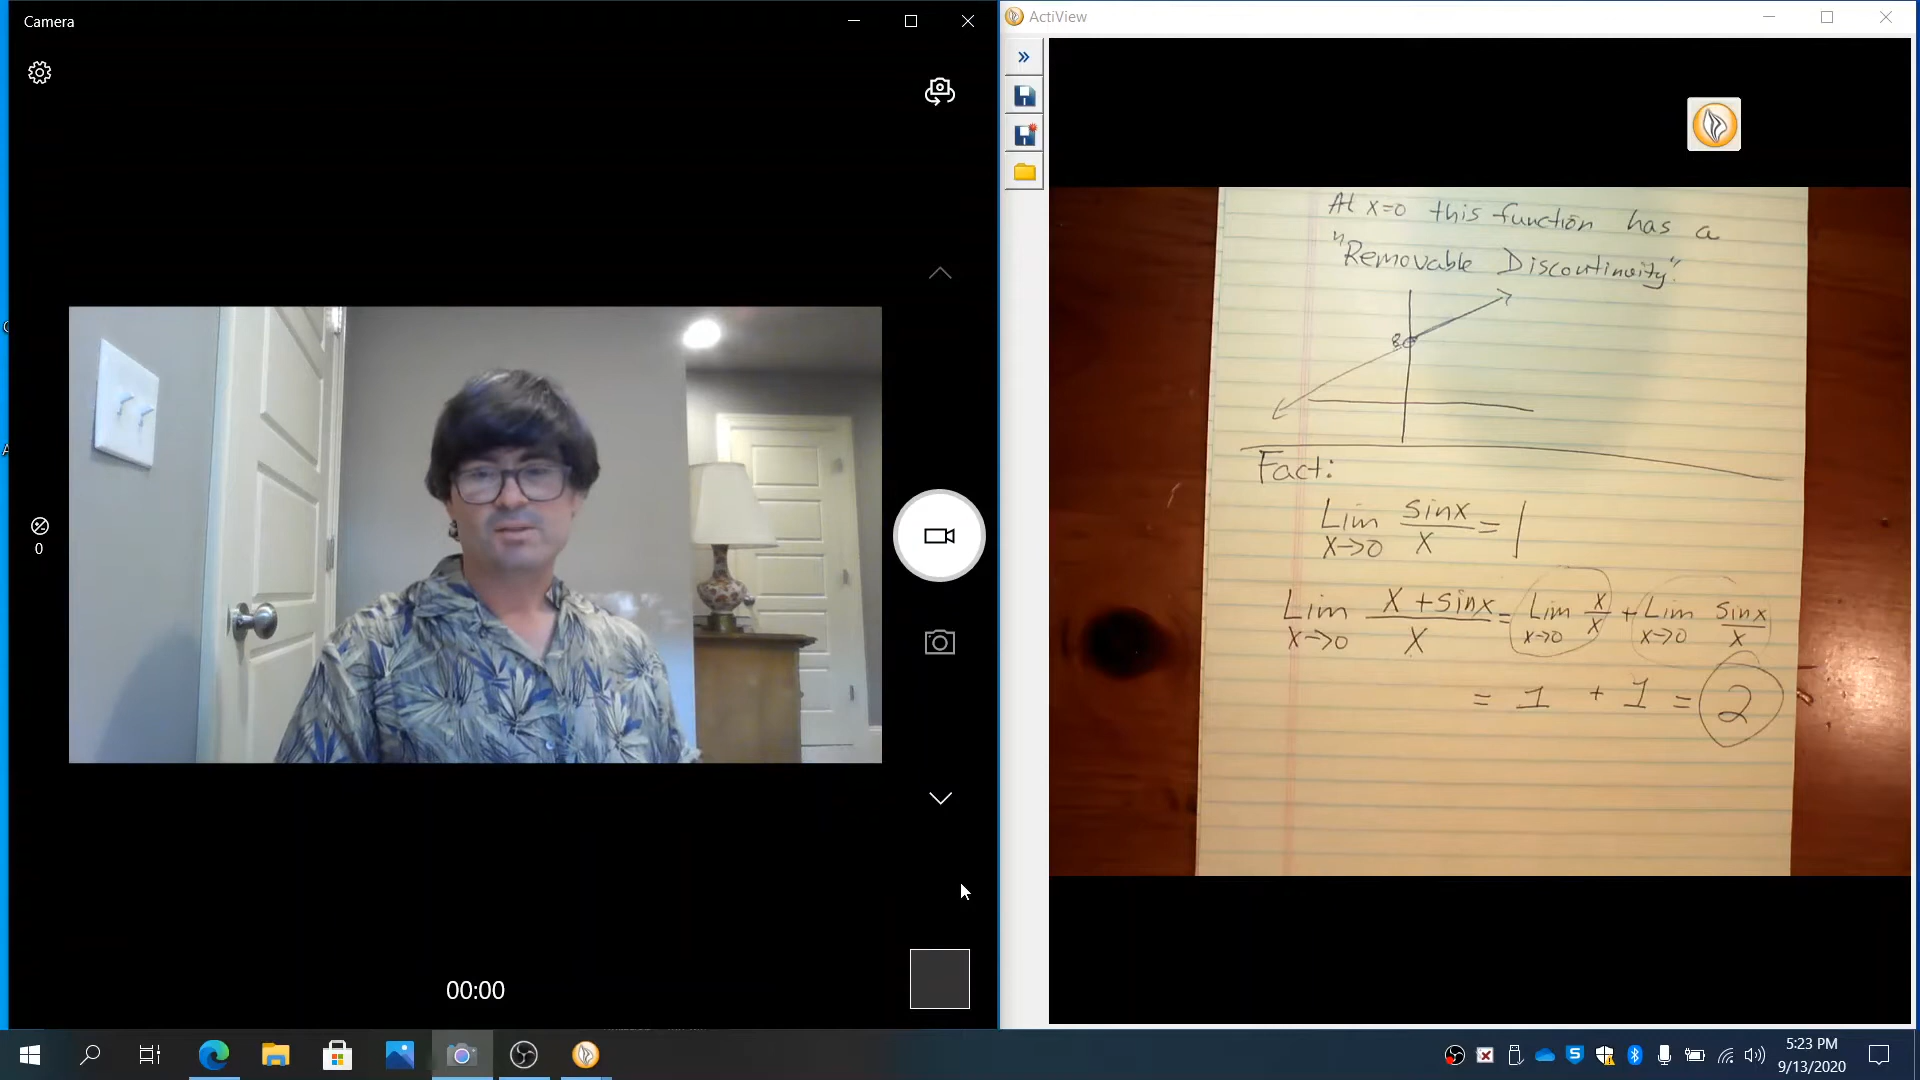 Camera
ActiView
At x=0 this function has a
"Removable Discontinuity".
8
Fact:
Lim x→0 sinx/x = 1
Lim x→0 x+sinx/x = Lim x→0 x/x + Lim x→0 sinx/x
= 1 + 1 = 2
0
00:00
5:23 PM
9/13/2020